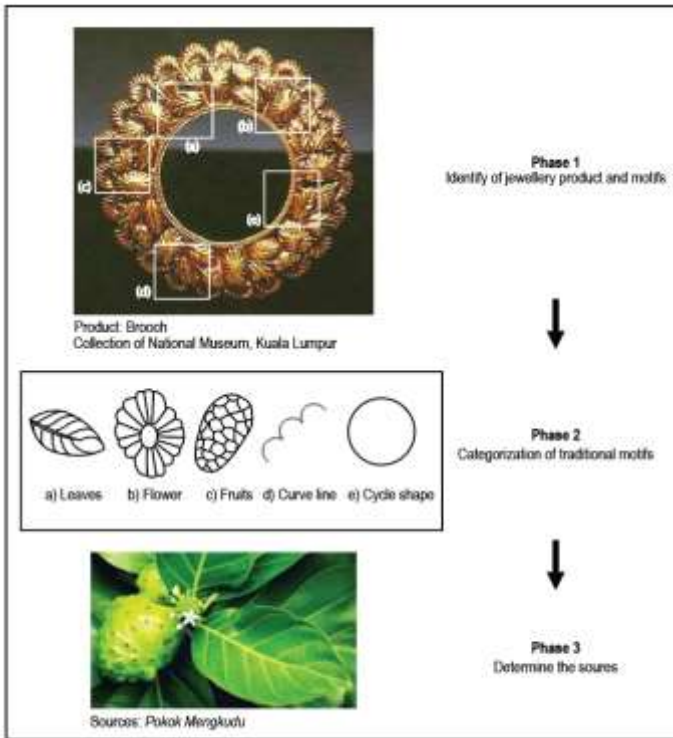 (a)
(b)
(c)
(e)
(d)
Product: Brooch
Collection of National Museum, Kuala Lumpur
Phase 1
Identify of jewellery product and motifs
a) Leaves b) Flower c) Fruits d) Curve line e) Cycle shape
Phase 2
Categorization of traditional motifs
Phase 3
Determine the soures
Sources: Pokok Mengkudu